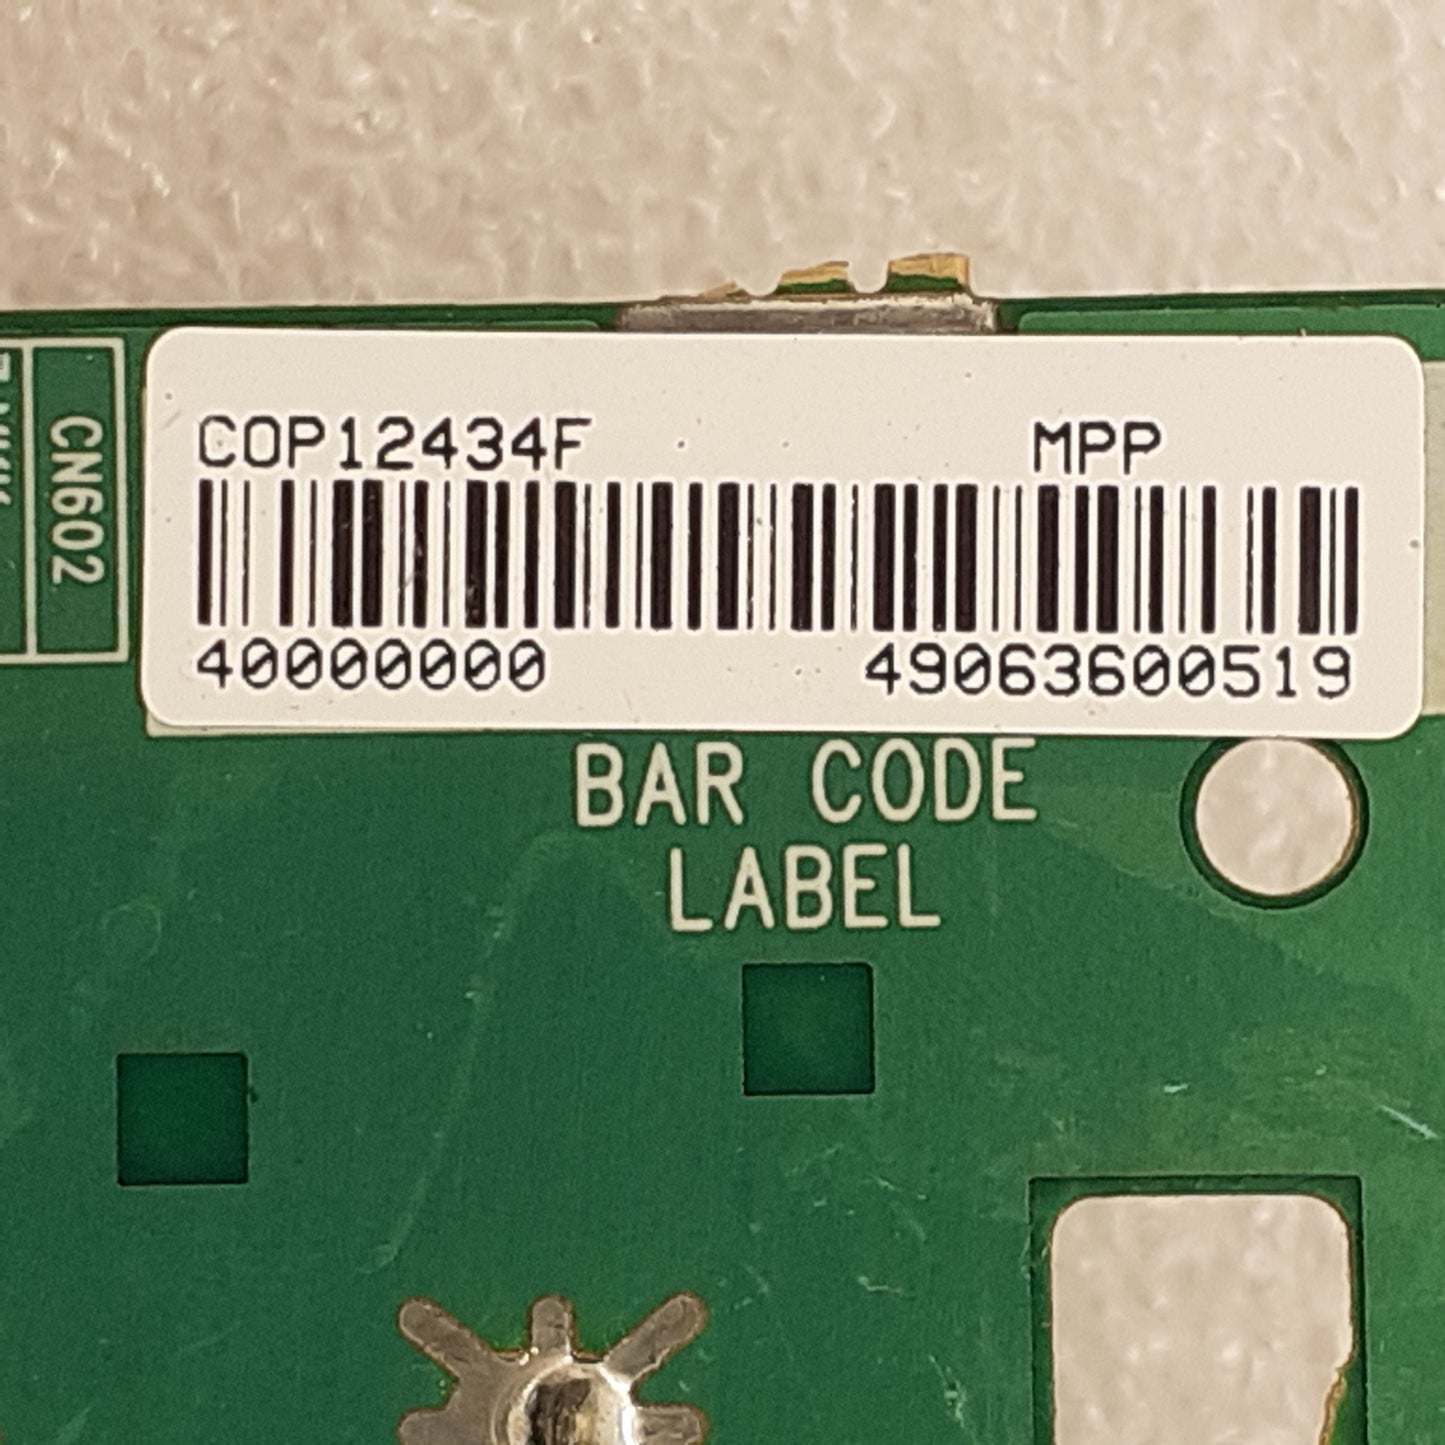 COP12434F MPP
40000000 49063600519
BAR CODE
LABEL
CN602